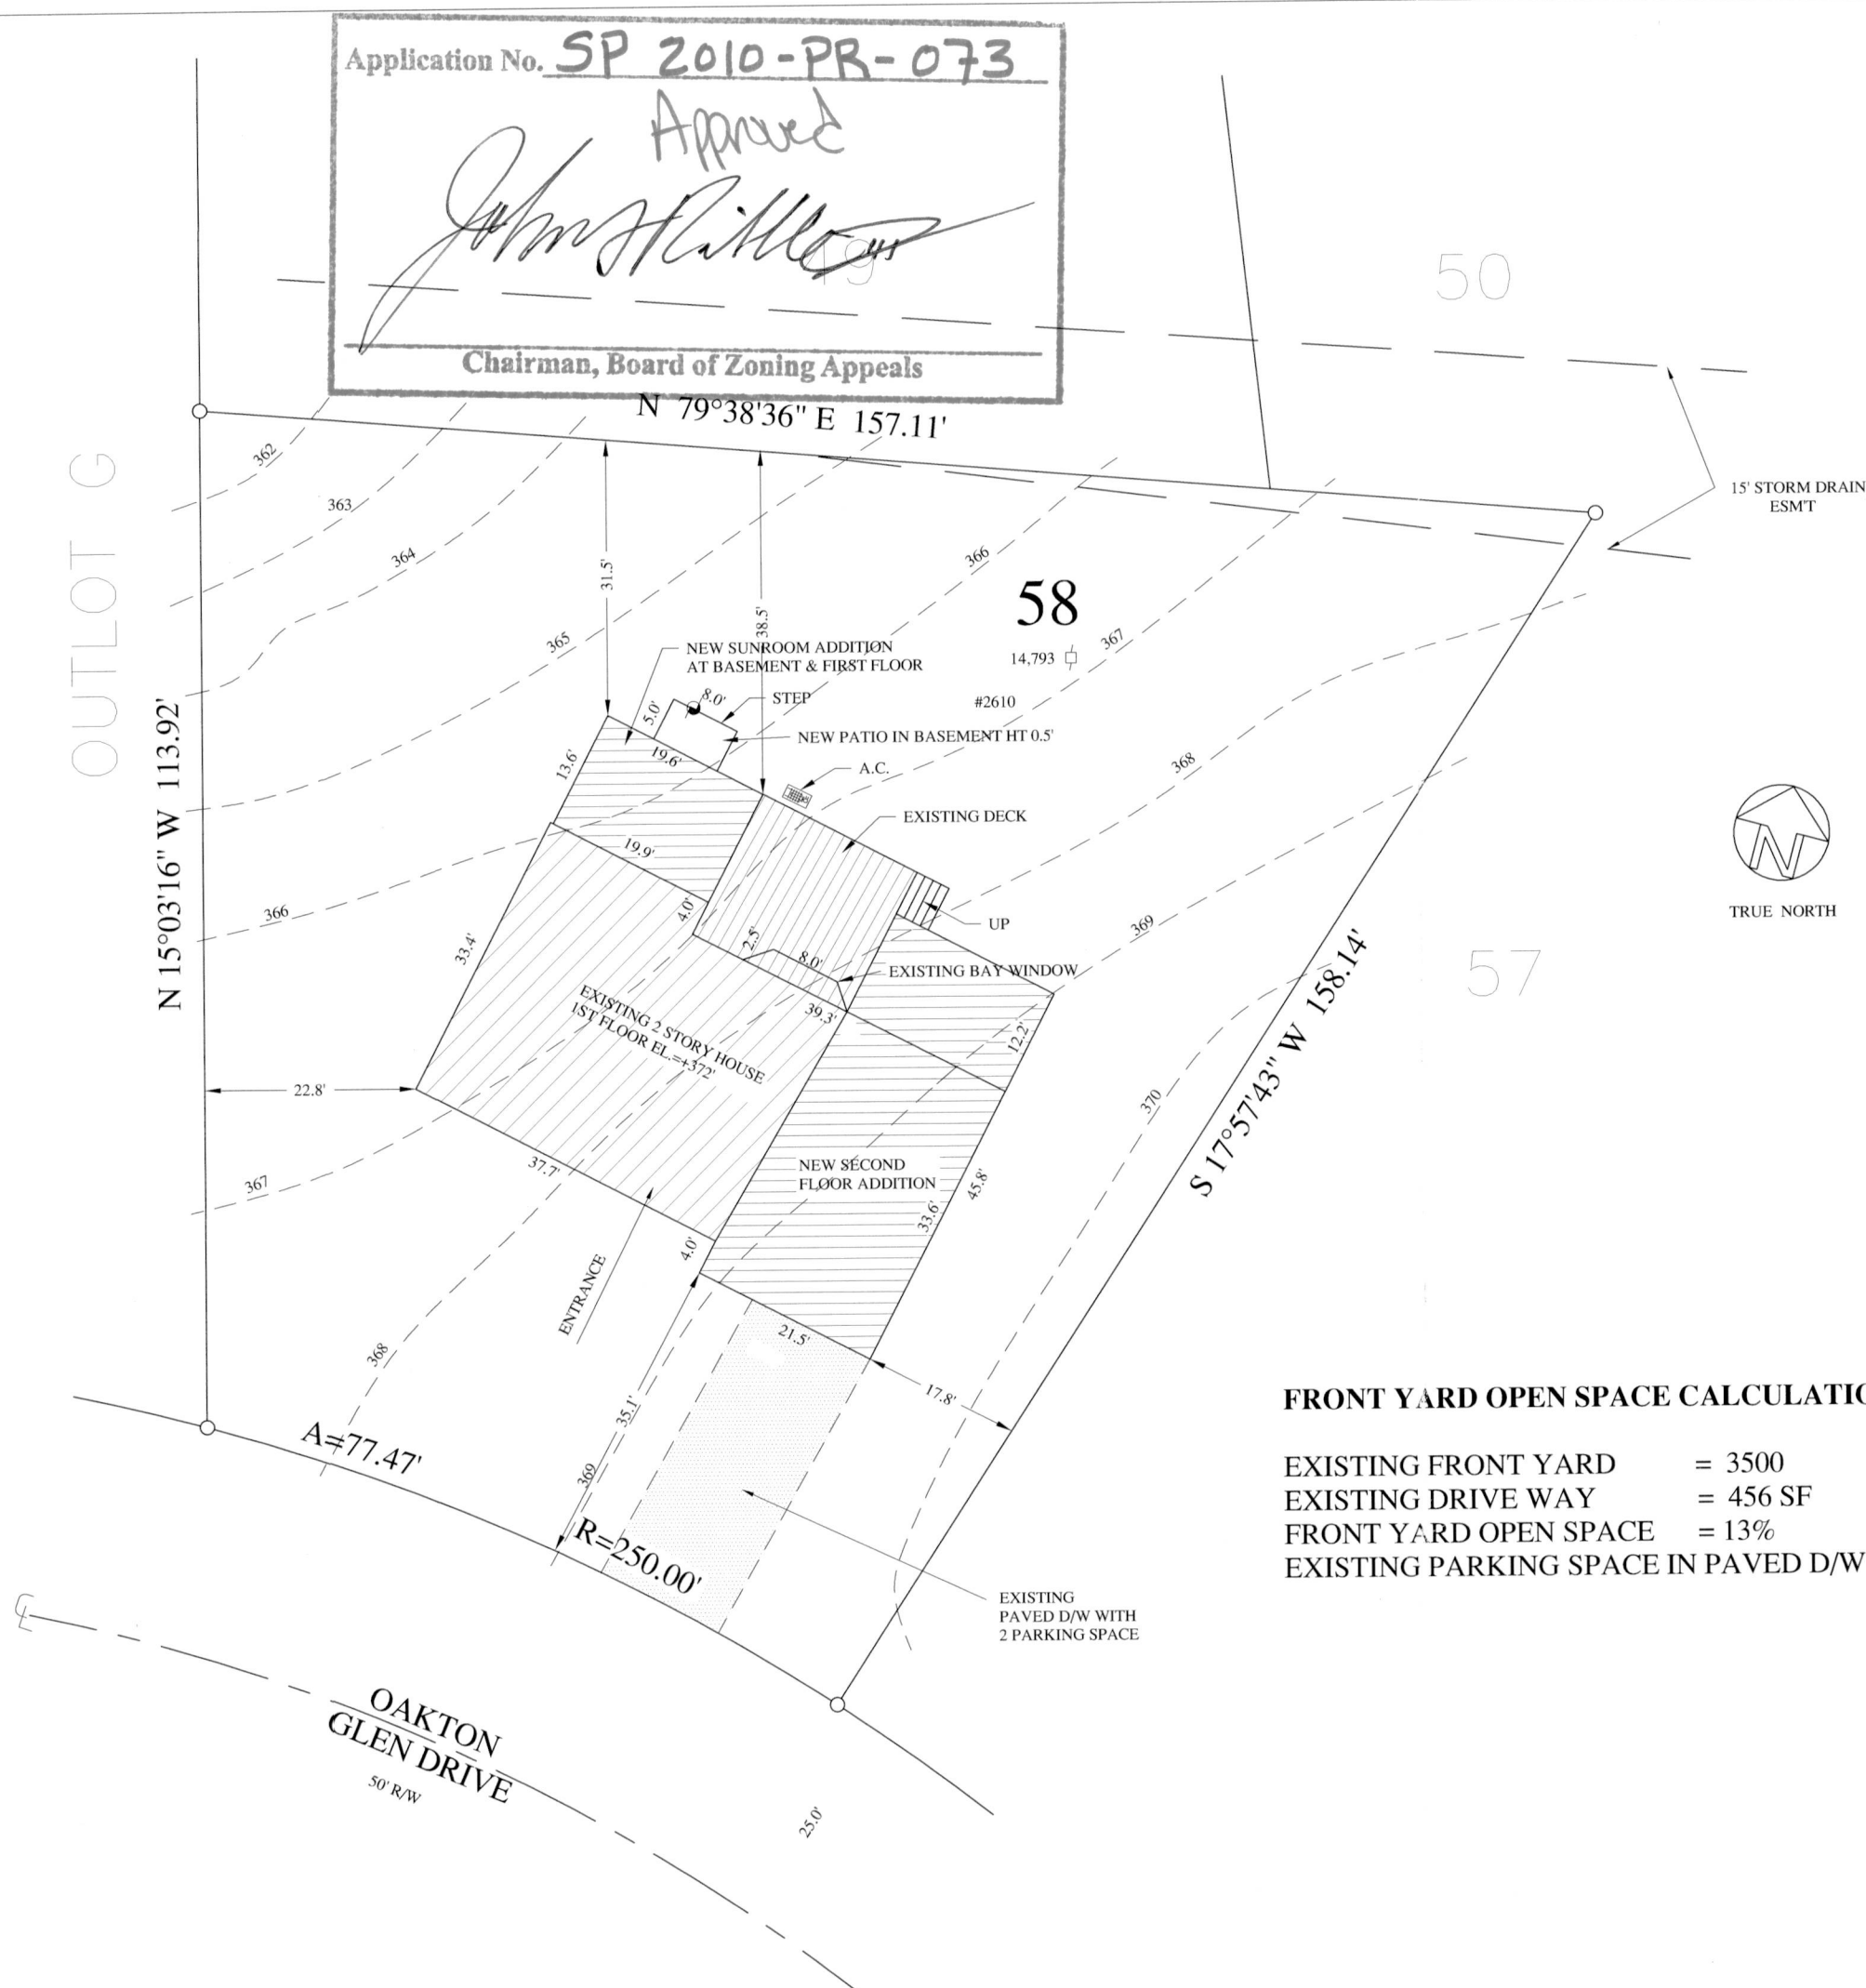 Application No. SP 2010-PR-073
Approved
Chairman, Board of Zoning Appeals
50
N 79°38'36" E 157.11'
15' STORM DRAIN
ESMT
OUTLOT G
N 15°03'16" W 113.92'
362
363
364
365
366
367
368
369
370
366
367
368
369
31.5'
38.5'
58
14,793
#2610
NEW SUNROOM ADDITION
AT BASEMENT & FIRST FLOOR
8.0'
STEP
5.0'
NEW PATIO IN BASEMENT HT 0.5'
19.6'
13.6'
A.C.
EXISTING DECK
19.9'
4.0'
UP
2.5'
8.0'
EXISTING BAY WINDOW
39.3'
33.4'
EXISTING 2 STORY HOUSE
1ST FLOOR EL.=+372'
12.2'
22.8'
37.7'
NEW SECOND
FLOOR ADDITION
45.8'
33.6'
4.0'
ENTRANCE
21.5'
17.8'
35.1'
S 17°57'43" W 158.14'
57
N
TRUE NORTH
A=77.47'
R=250.00'
EXISTING
PAVED D/W WITH
2 PARKING SPACE
FRONT YARD OPEN SPACE CALCULATIO
EXISTING FRONT YARD = 3500
EXISTING DRIVE WAY = 456 SF
FRONT YARD OPEN SPACE = 13%
EXISTING PARKING SPACE IN PAVED D/W
OAKTON
GLEN DRIVE
50' R/W
25.0'